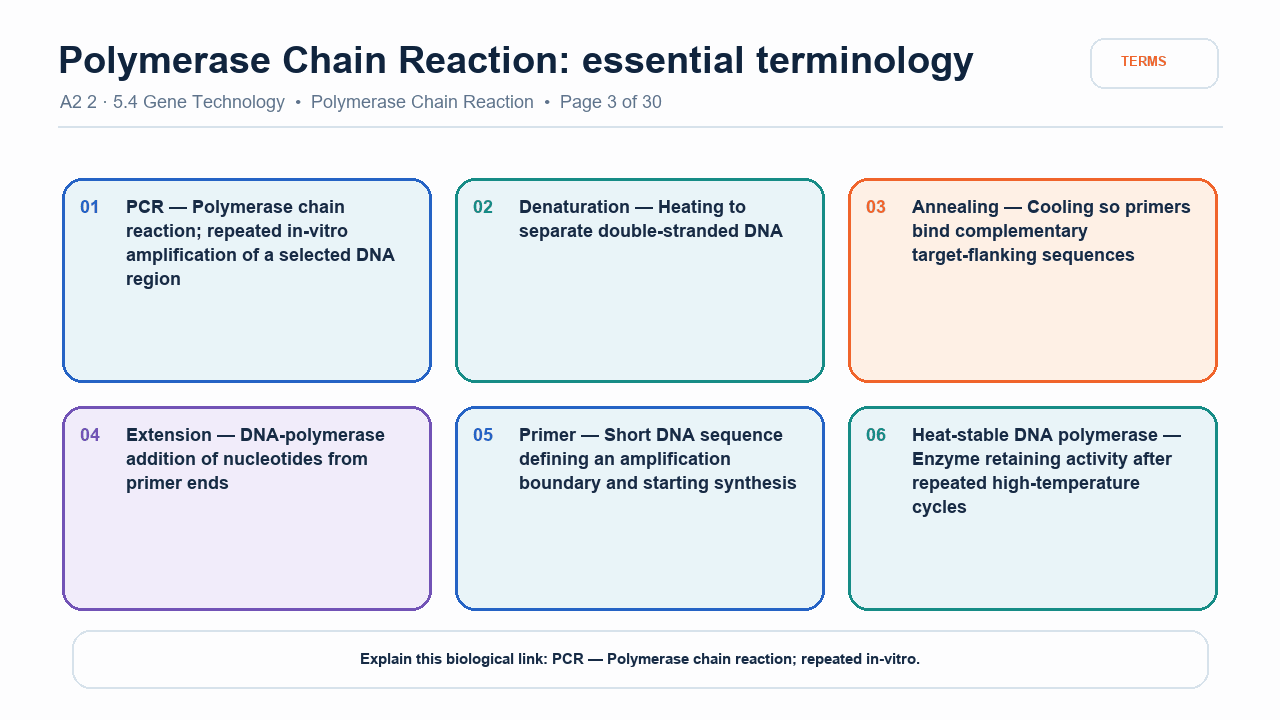 Polymerase Chain Reaction: essential terminology
TERMS
A2 2 · 5.4 Gene Technology • Polymerase Chain Reaction • Page 3 of 30
01
PCR — Polymerase chain
reaction; repeated in-vitro
amplification of a selected DNA
region
02
Denaturation — Heating to
separate double-stranded DNA
03
Annealing — Cooling so primers
bind complementary
target-flanking sequences
04
Extension — DNA-polymerase
addition of nucleotides from
primer ends
05
Primer — Short DNA sequence
defining an amplification
boundary and starting synthesis
06
Heat-stable DNA polymerase —
Enzyme retaining activity after
repeated high-temperature
cycles
Explain this biological link: PCR — Polymerase chain reaction; repeated in-vitro.